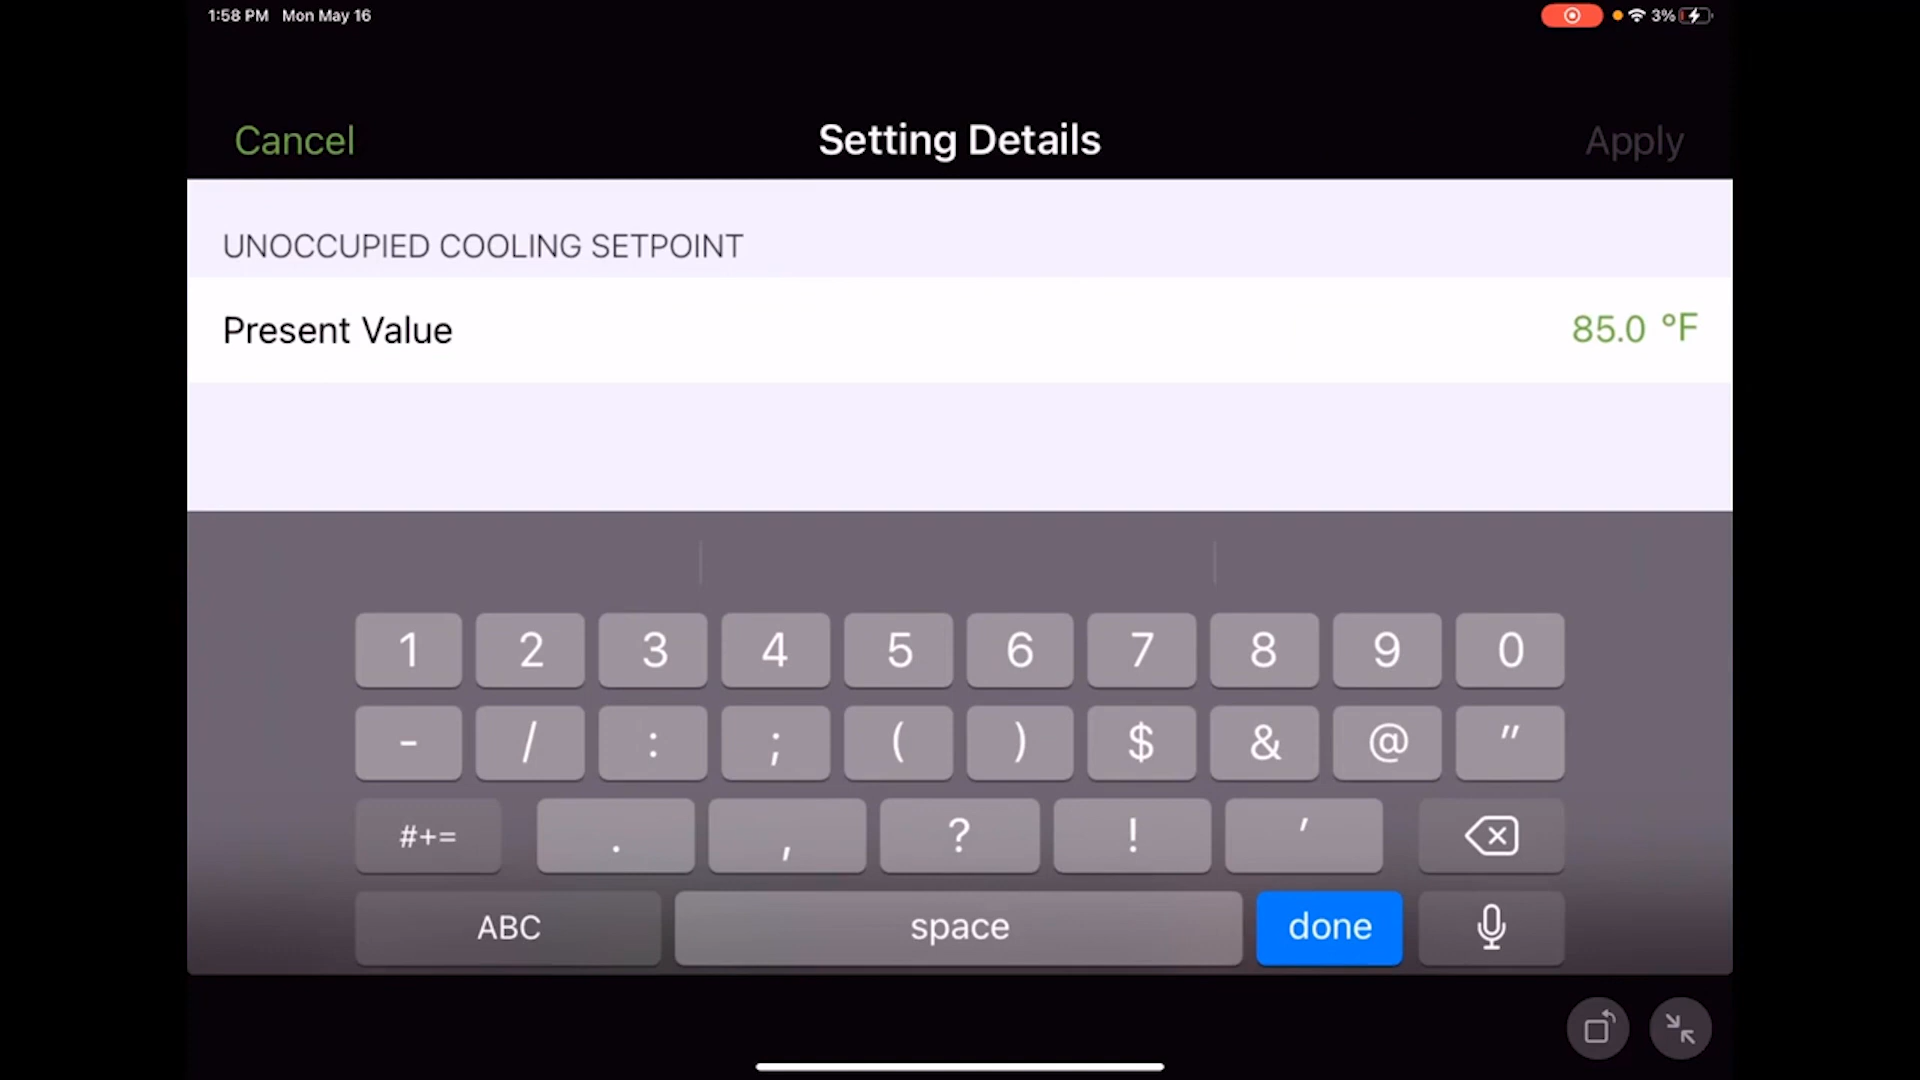 1:58 PM Mon May 16 3%
Cancel Setting Details Apply
UNOCCUPIED COOLING SETPOINT
Present Value 85.0 °F
1 2 3 4 5 6 7 8 9 0
- / : ; ( ) $ & @ "
#+= . , ? ! '
ABC space done